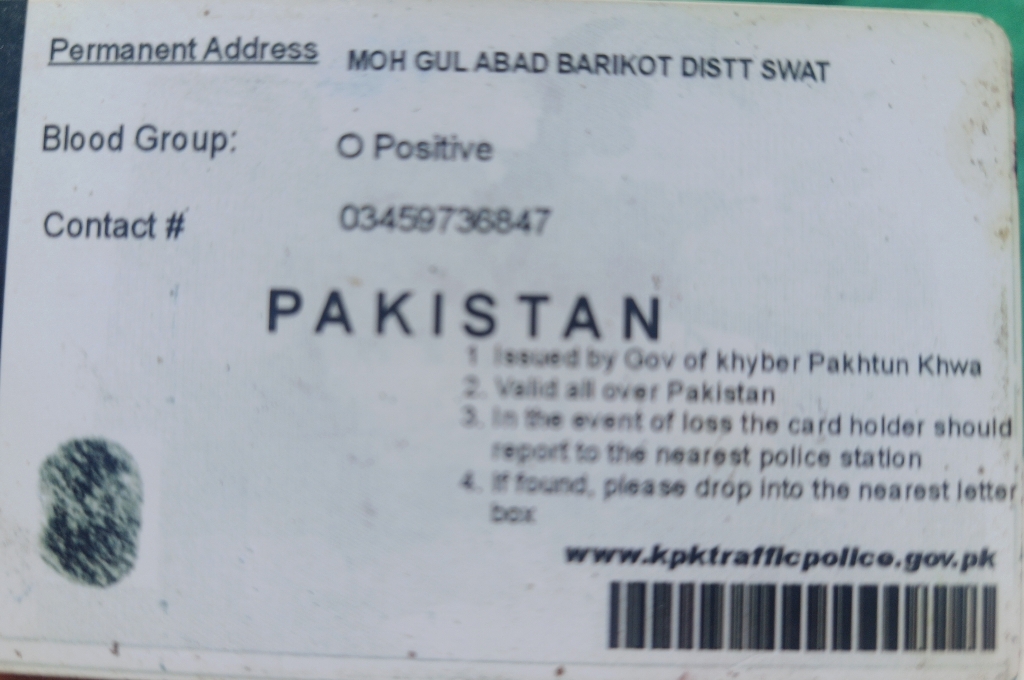 Permanent Address MOH GUL ABAD BARIKOT DISTT SWAT
Blood Group: O Positive
Contact # 03459736847
PAKISTAN
1 Issued by Gov of khyber Pakhtun Khwa
2. Valid all over Pakistan
3. In the event of loss the card holder should
report to the nearest police station
4. If found, please drop into the nearest letter
box
www.kpktrafficpolice.gov.pk